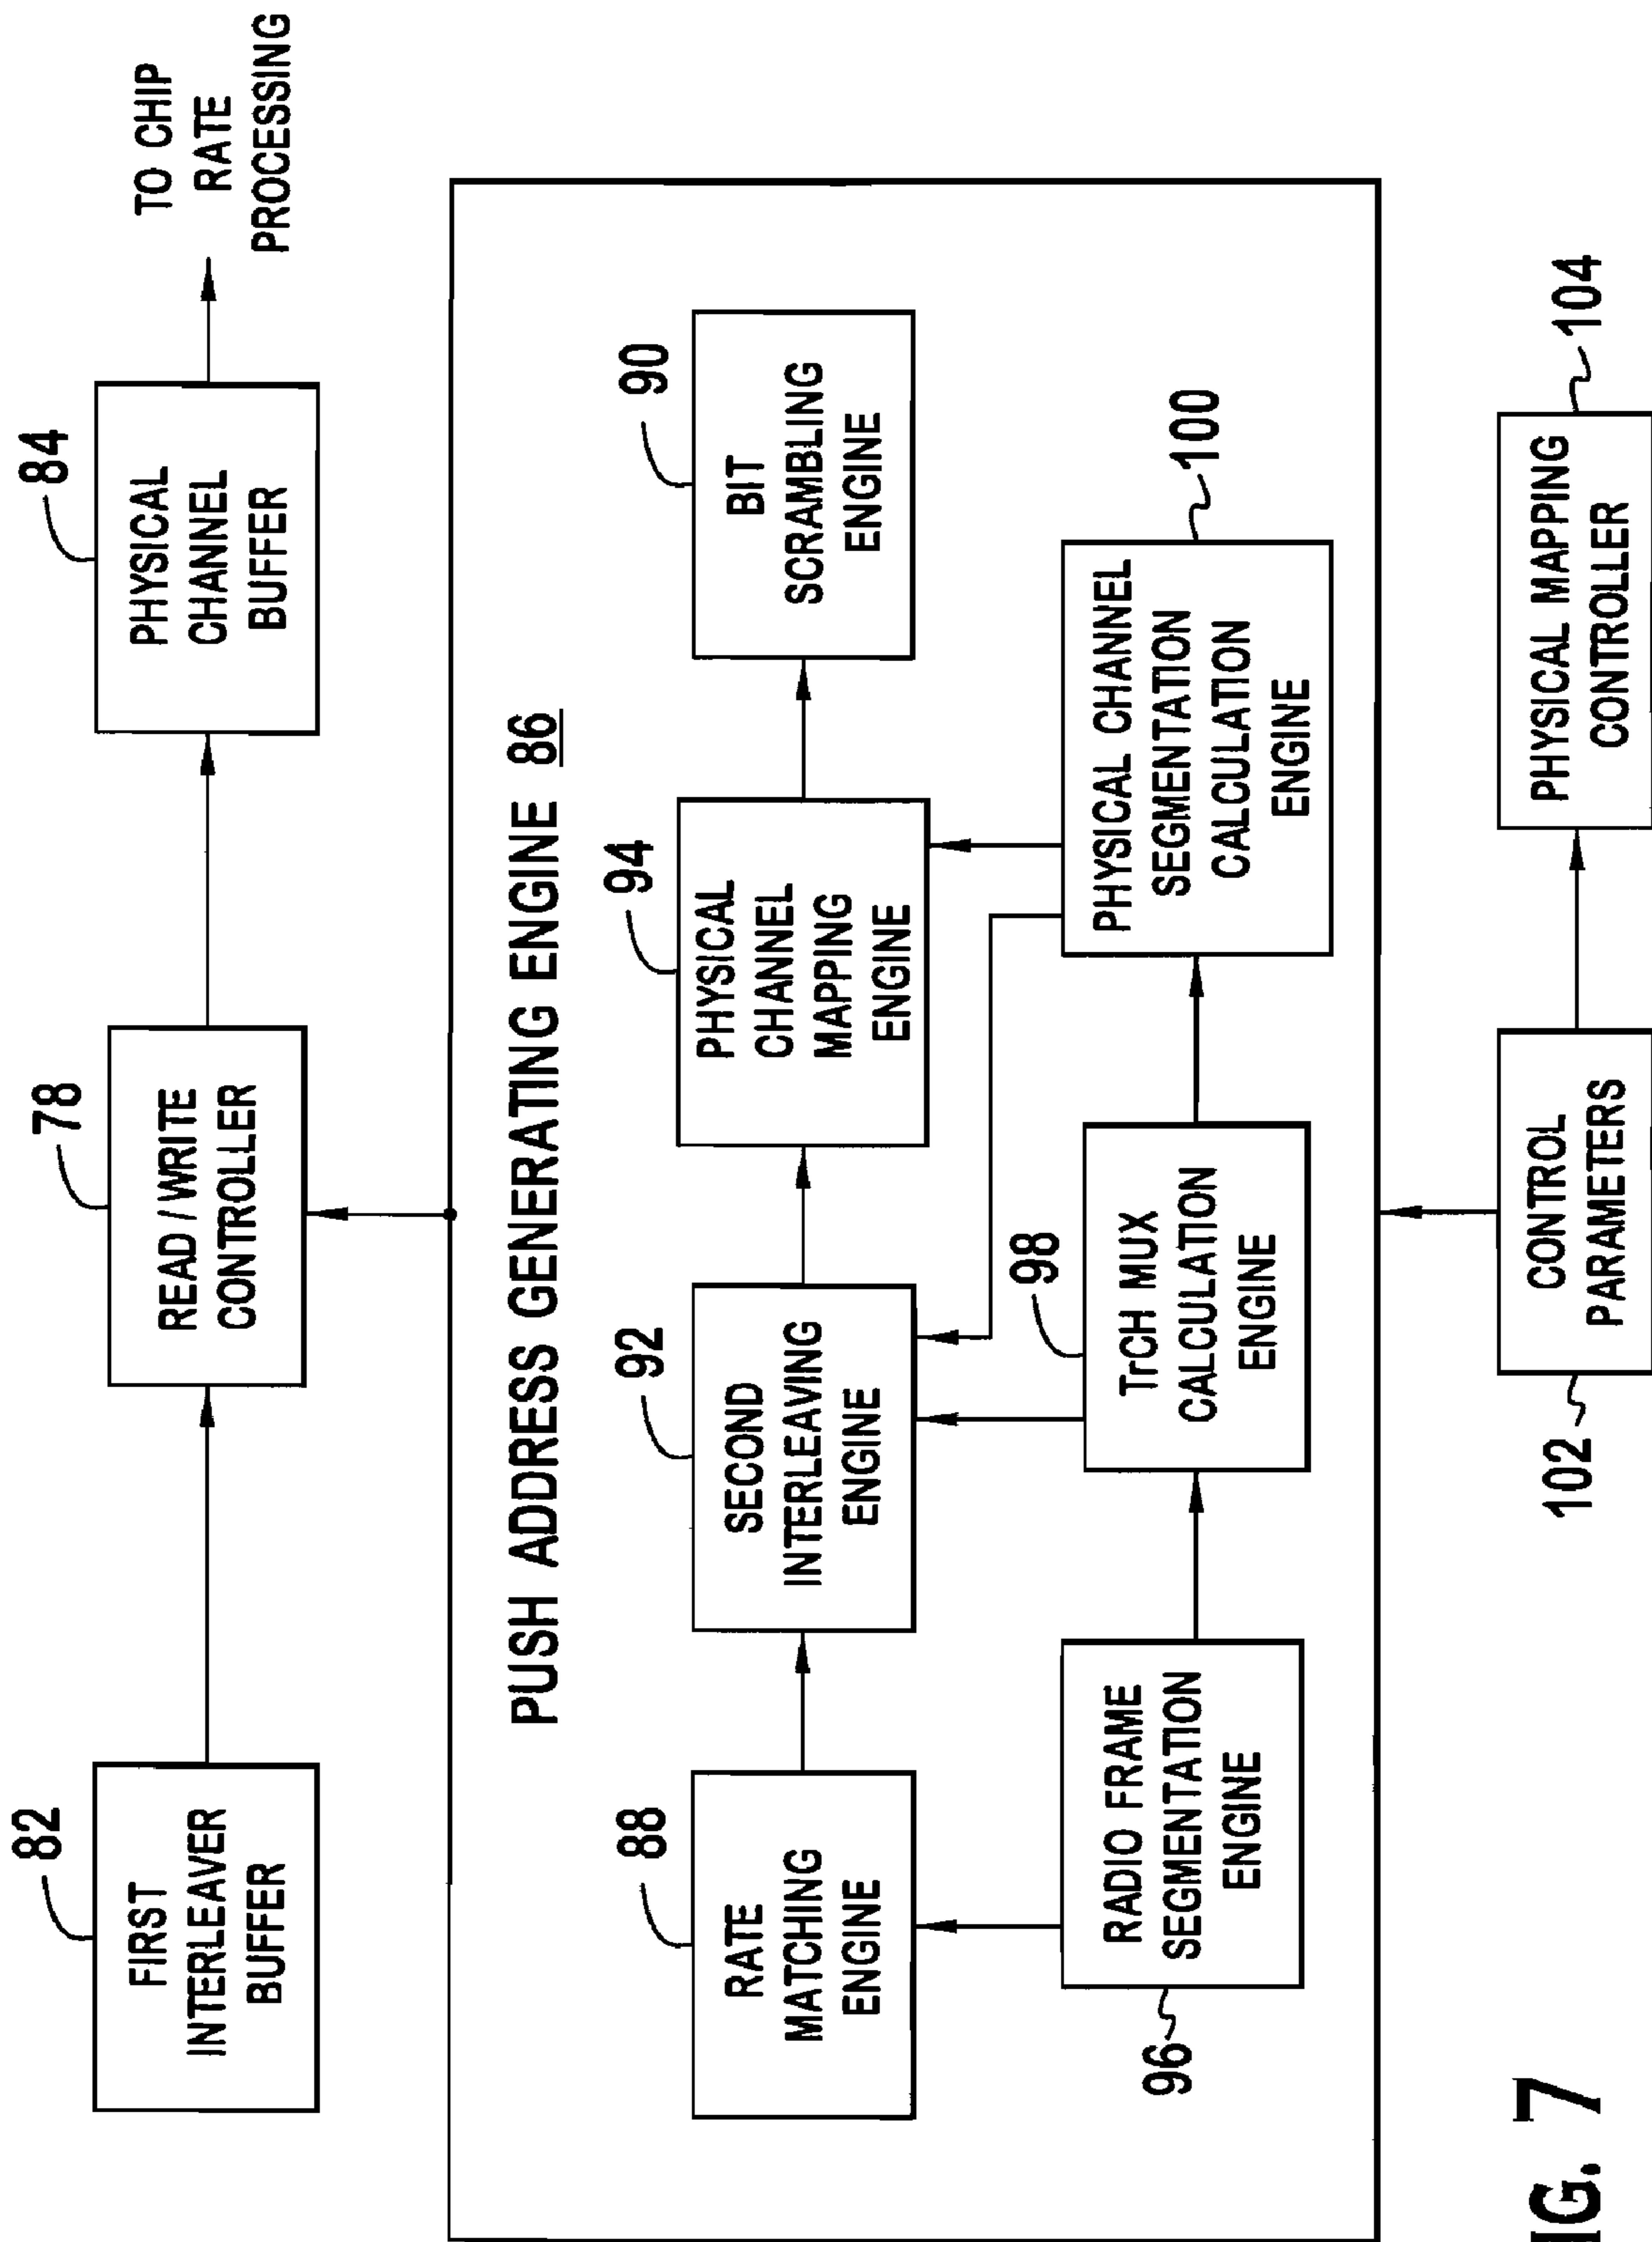 82
FIRST
INTERLEAVER
BUFFER
78
READ / WRITE
CONTROLLER
84
PHYSICAL
CHANNEL
BUFFER
TO CHIP
RATE
PROCESSING
PUSH ADDRESS GENERATING ENGINE 86
88
RATE
MATCHING
ENGINE
92
SECOND
INTERLEAVING
ENGINE
94
PHYSICAL
CHANNEL
MAPPING
ENGINE
90
BIT
SCRAMBLING
ENGINE
96
RADIO FRAME
SEGMENTATION
ENGINE
98
TrCH MUX
CALCULATION
ENGINE
100
PHYSICAL CHANNEL
SEGMENTATION
CALCULATION
ENGINE
102
CONTROL
PARAMETERS
104
PHYSICAL MAPPING
CONTROLLER
IG. 7